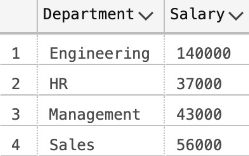 Department Salary
1 Engineering 140000
2 HR 37000
3 Management 43000
4 Sales 56000